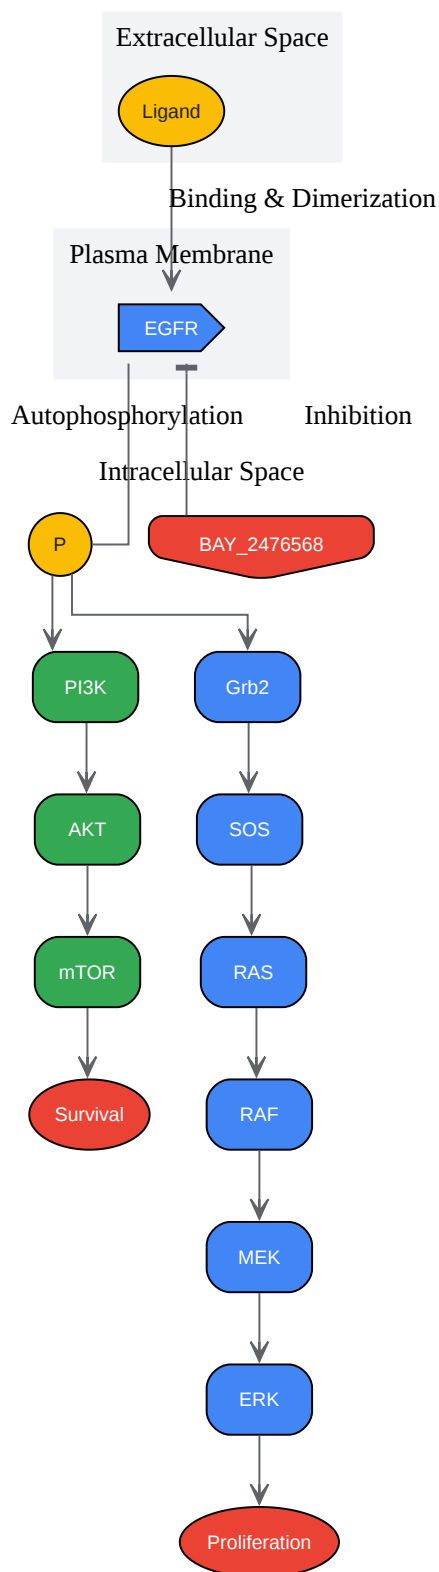 Extracellular Space
Ligand
Binding & Dimerization
Plasma Membrane
EGFR
Autophosphorylation
Inhibition
Intracellular Space
P
BAY_2476568
PI3K
Grb2
AKT
SOS
mTOR
RAS
Survival
RAF
MEK
ERK
Proliferation